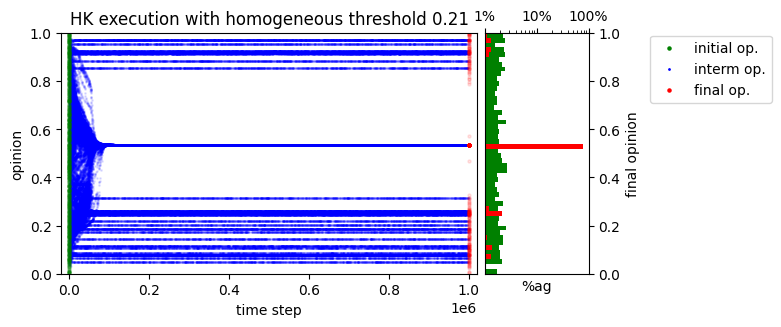 HK execution with homogeneous threshold 0.21
1% 10% 100%
1.0 1.0
0.8 0.8
0.6 0.6
0.4 0.4
0.2 0.2
0.0 0.0
opinion
final opinion
0.0 0.2 0.4 0.6 0.8 1.0
time step
1e6
%ag
initial op.
interm op.
final op.